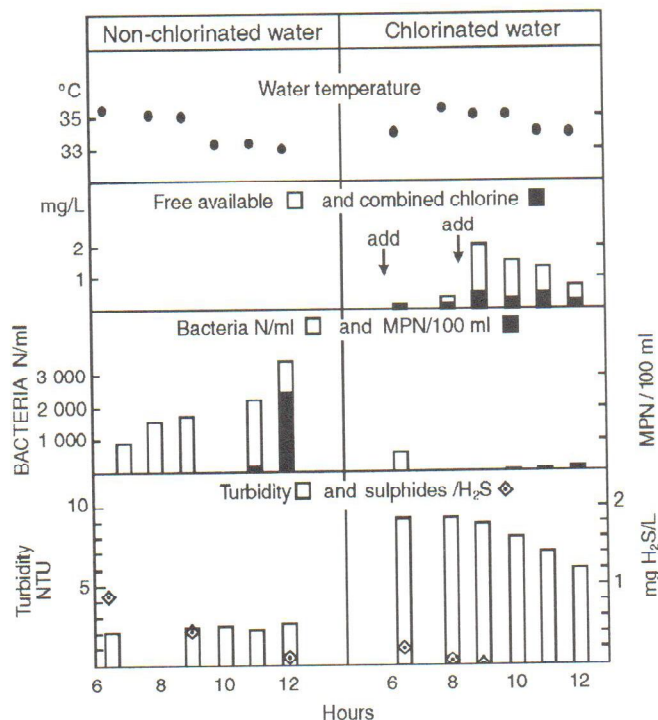 Non-chlorinated water
Chlorinated water
°C
35
33
Water temperature
mg/L
2
1
Free available and combined chlorine
add
add
BACTERIA N/ml
3 000
2 000
1 000
Bacteria N/ml and MPN/100 ml
MPN / 100 ml
Turbidity
NTU
10
5
Turbidity and sulphides /H₂S
2
1
mg H₂S/L
6 8 10 12 6 8 10 12
Hours